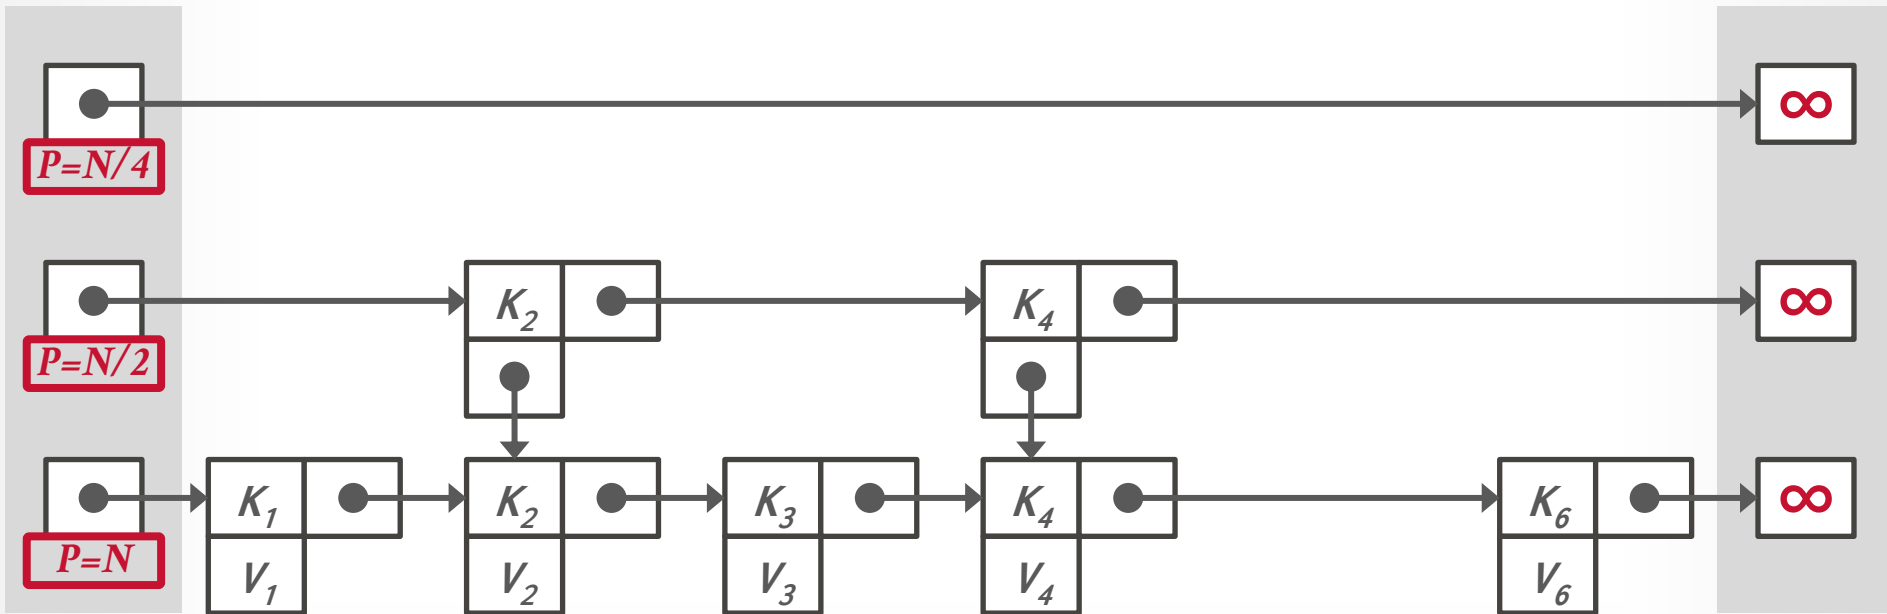 ∞
P=N/4
K₂ K₄ ∞
P=N/2
K₁ K₂ K₃ K₄ K₆ ∞
P=N
V₁ V₂ V₃ V₄ V₆